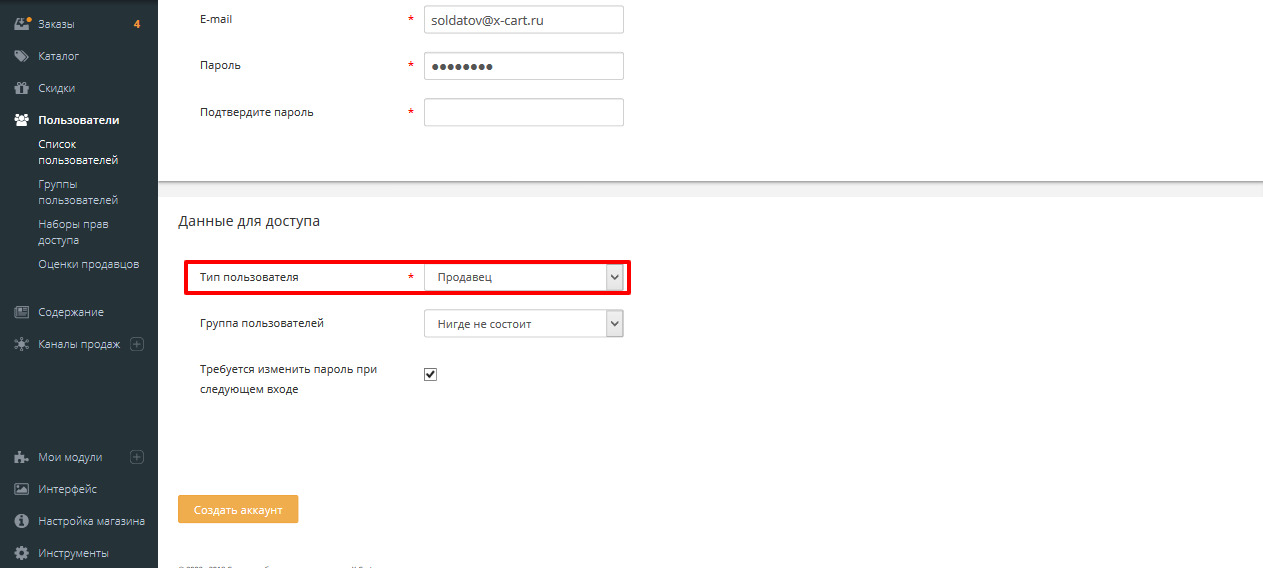 Заказы 4
Каталог
Скидки
Пользователи
Список
пользователей
Группы
пользователей
Наборы прав
доступа
Оценки продавцов
Содержание
Каналы продаж
Мои модули
Интерфейс
Настройка магазина
Инструменты
E-mail * soldatov@x-cart.ru
Пароль * ●●●●●●●●
Подтвердите пароль *
Данные для доступа
Тип пользователя * Продавец
Группа пользователей Нигде не состоит
Требуется изменить пароль при
следующем входе
Создать аккаунт